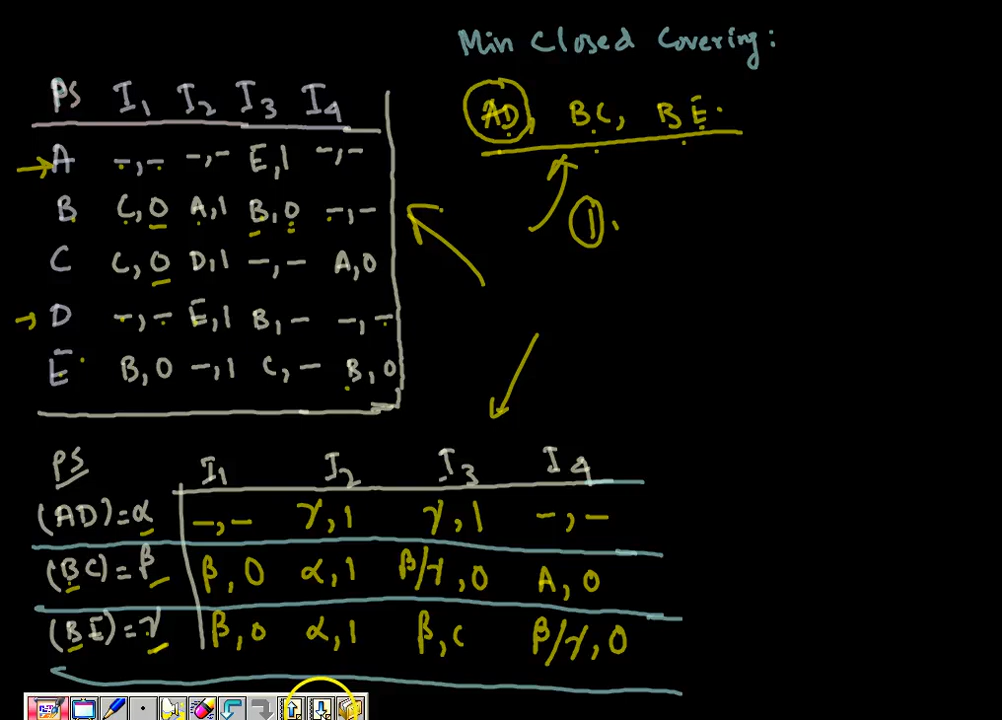 Min Closed Covering:
PS I1 I2 I3 I4
AD, BC, BE.
A -,- -,- E,1 -,-
B C,0 A,1 B,0 -,-
①.
C C,0 D,1 -,- A,0
D -,- E,1 B,- -,-
E B,0 -,1 C,- B,0
PS I1 I2 I3 I4
(AD)=α -,- γ,1 γ,1 -,-
(BC)=β β,0 α,1 β/γ,0 A,0
(BE)=γ β,0 α,1 β,c β/γ,0